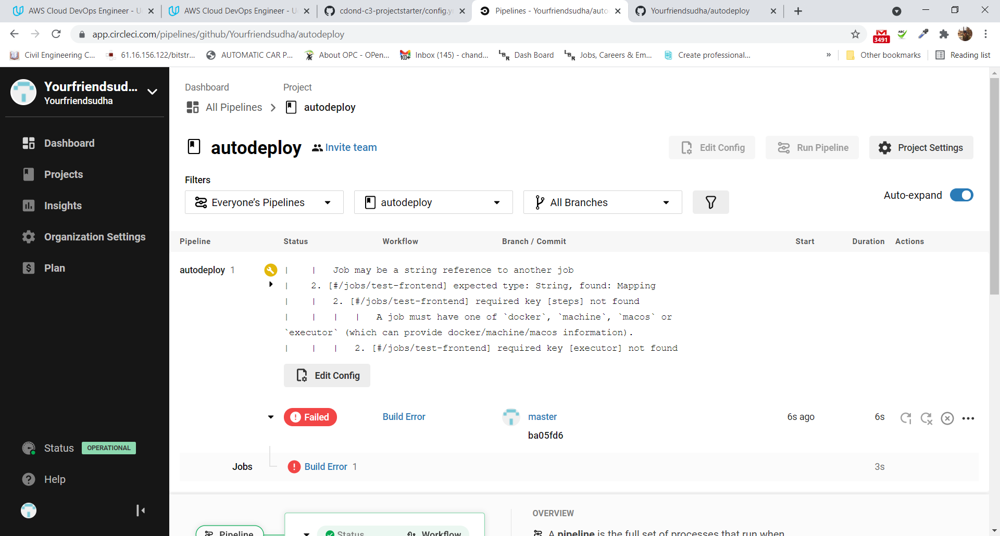 AWS Cloud DevOps Engineer - U
AWS Cloud DevOps Engineer - U
cdond-c3-projectstarter/config.y
Pipelines - Yourfriendsudha/auto
Yourfriendsudha/autodeploy
app.circleci.com/pipelines/github/Yourfriendsudha/autodeploy
3491
ABC
Civil Engineering C...
61.16.156.122/bitstr...
AUTOMATIC CAR P...
About OPC - OPen...
100+
Inbox (145) - chand...
Dash Board
Jobs, Careers & Em...
Create professional...
»
Other bookmarks
Reading list
Yourfriendsud...
Yourfriendsudha
Dashboard
Projects
Insights
Organization Settings
Plan
Status OPERATIONAL
Help
Dashboard
Project
All Pipelines
autodeploy
autodeploy
Invite team
Edit Config
Run Pipeline
Project Settings
Filters
Everyone’s Pipelines
autodeploy
All Branches
Auto-expand
Pipeline Status Workflow Branch / Commit Start Duration Actions
autodeploy 1
| | Job may be a string reference to another job
| 2. [#/jobs/test-frontend] expected type: String, found: Mapping
| | 2. [#/jobs/test-frontend] required key [steps] not found
| | | | A job must have one of `docker`, `machine`, `macos` or
`executor` (which can provide docker/machine/macos information).
| | | 2. [#/jobs/test-frontend] required key [executor] not found
Edit Config
Failed Build Error master 6s ago 6s
ba05fd6
Jobs Build Error 1 3s
Pipeline
Status Workflow
OVERVIEW
A pipeline is the full set of processes that run when